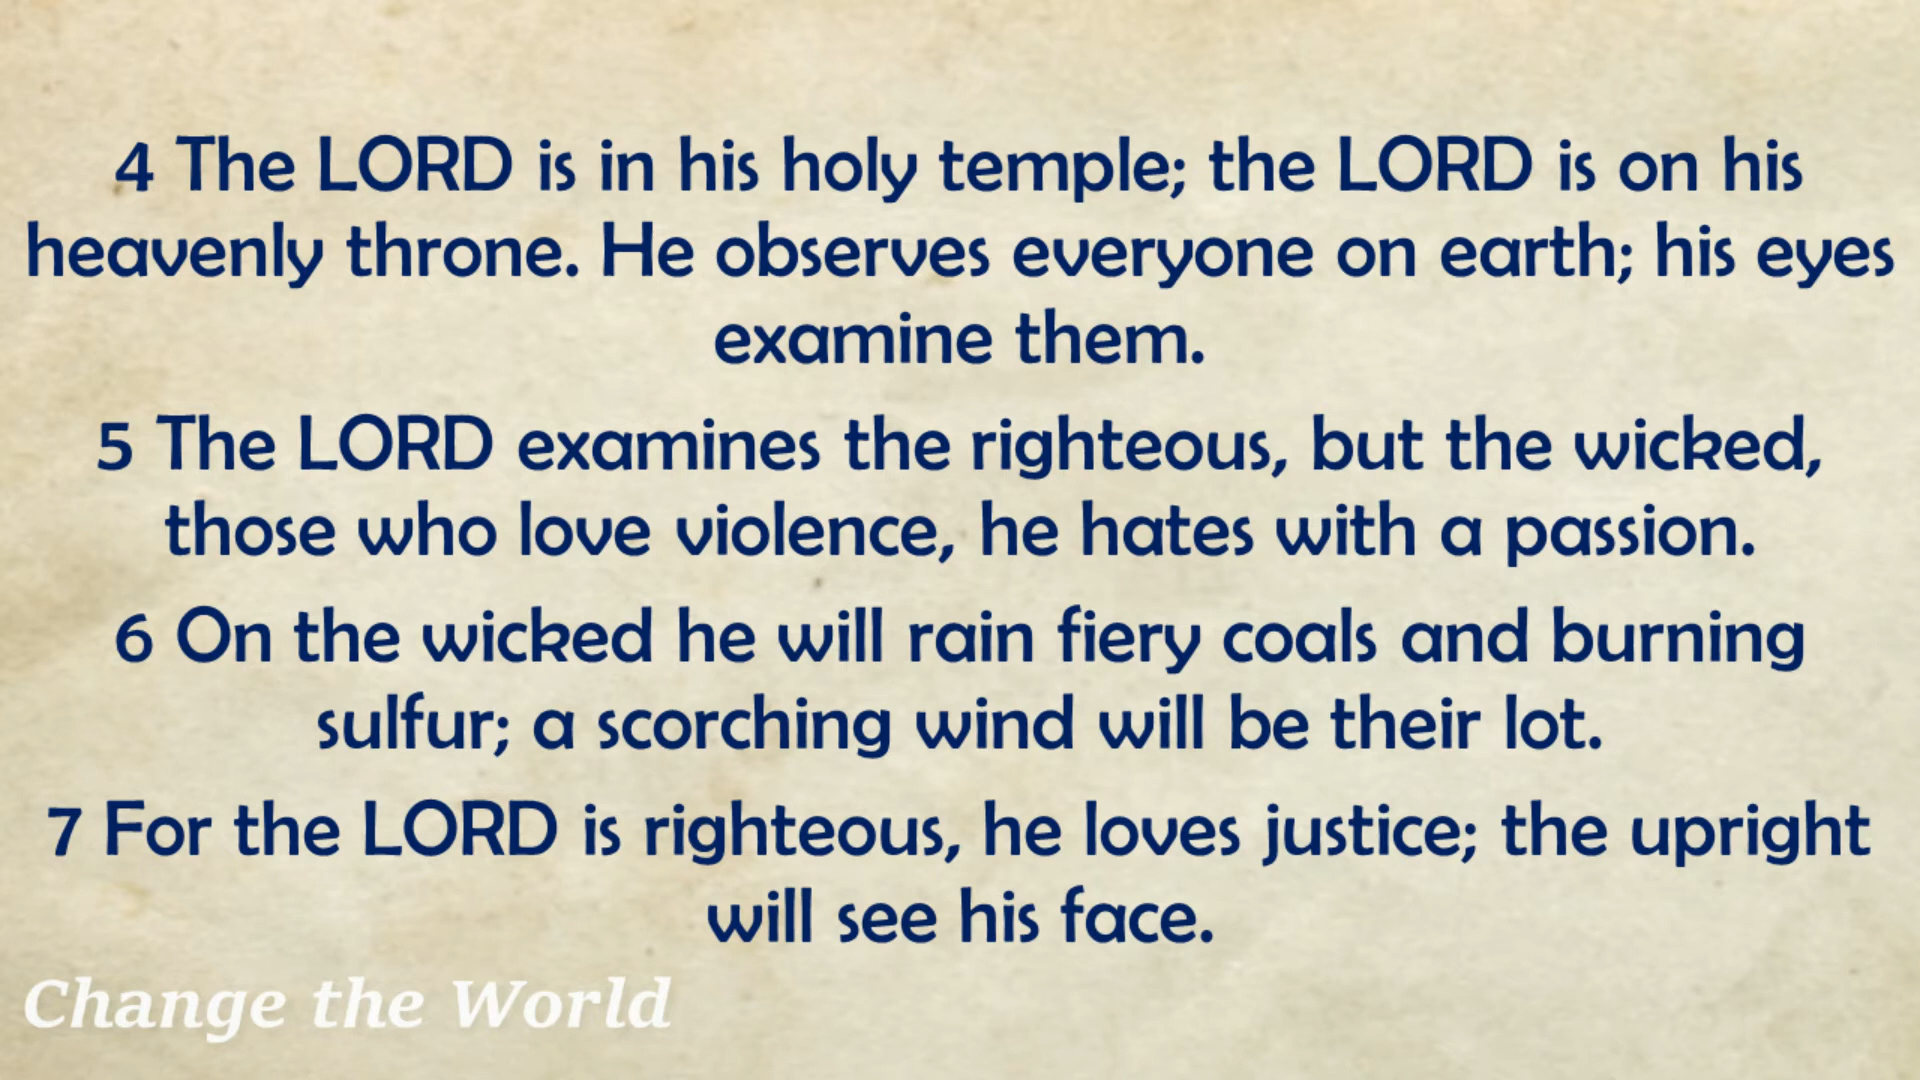 4 The LORD is in his holy temple; the LORD is on his
heavenly throne. He observes everyone on earth; his eyes
examine them.
5 The LORD examines the righteous, but the wicked,
those who love violence, he hates with a passion.
6 On the wicked he will rain fiery coals and burning
sulfur; a scorching wind will be their lot.
7 For the LORD is righteous, he loves justice; the upright
will see his face.
Change the World